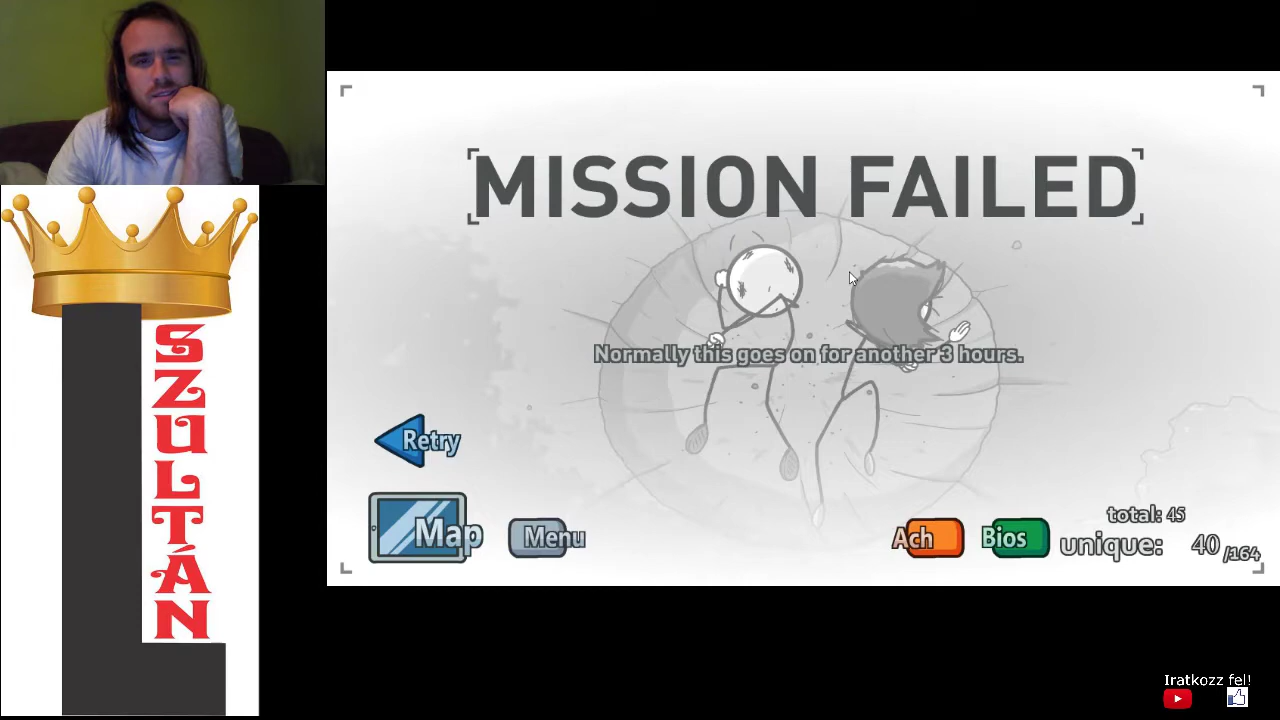 L
SZULTÁN
MISSION FAILED
Normally this goes on for another 3 hours.
Retry
Map
Menu
Ach
Bios
total: 45
unique: 40/164
Iratkozz fel!